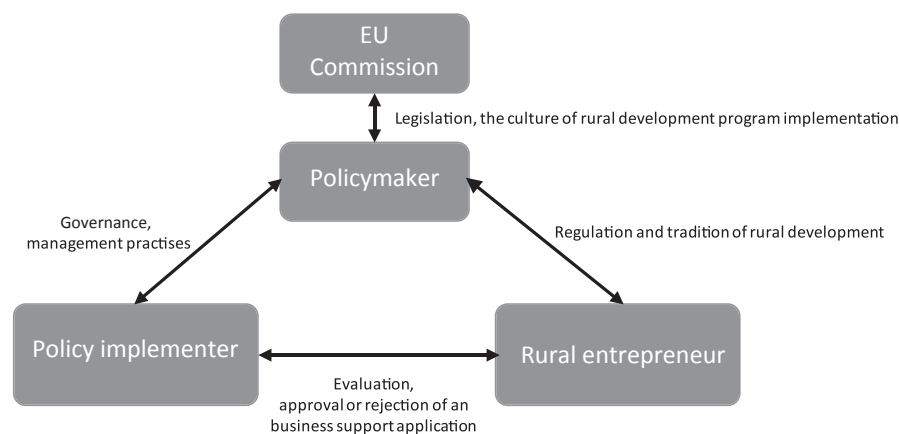 EU
Commission
Legislation, the culture of rural development program implementation
Policymaker
Governance,
management practises
Regulation and tradition of rural development
Policy implementer
Rural entrepreneur
Evaluation,
approval or rejection of an
business support application